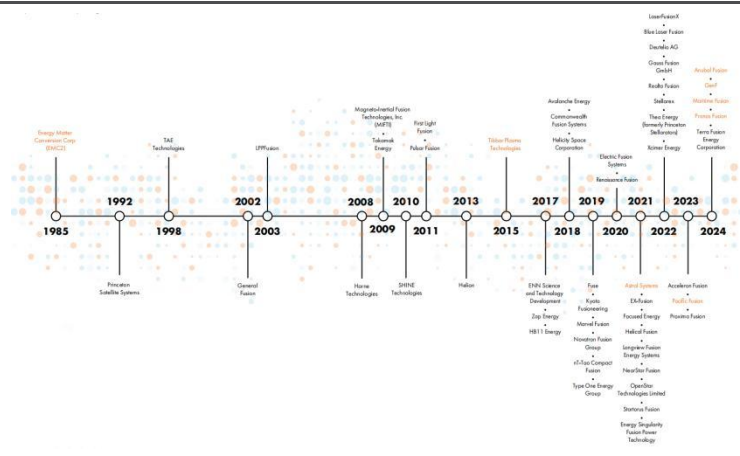 LaserFusionX
Blue Laser Fusion
Deutelio AG
Gauss Fusion
GmbH
Realta Fusion
Stellarex
Thea Energy
(formerly Princeton
Stellarators)
Xcimer Energy
Anubal Fusion
GenF
Maritime Fusion
Proxima Fusion
Terra Fusion
Energy
Corporation
Avalanche Energy
Commonwealth
Fusion Systems
Helicity Space
Corporation
Magneto-Inertial Fusion
Technologies, Inc
(MIFTI)
Tokamak
Energy
First Light
Fusion
Pulsar Fusion
Energy Matter
Conversion Corp
(EMC2)
TAE
Technologies
LPPFusion
Tibbar Plasma
Technologies
Electric Fusion
Systems
Renaissance Fusion
1992
2002
2008
2010
2013
2017
2019
2021
2023
1985
1998
2003
2009
2011
2015
2018
2020
2022
2024
Princeton
Satellite Systems
General
Fusion
Horne
Technologies
SHINE
Technologies
Helion
ENN Science
and Technology
Development
Zap Energy
HB11 Energy
Fuse
Kyoto
Fusioneering
Marvel Fusion
Novatron Fusion
Group
nT-Tao Compact
Fusion
Type One Energy
Group
Astral Systems
EX-Fusion
Focused Energy
Helical Fusion
Longview Fusion
Energy Systems
NearStar Fusion
OpenStar
Technologies Limited
Startorus Fusion
Energy Singularity
Fusion Power
Technology
Acceleron Fusion
Pacific Fusion
Proxima Fusion